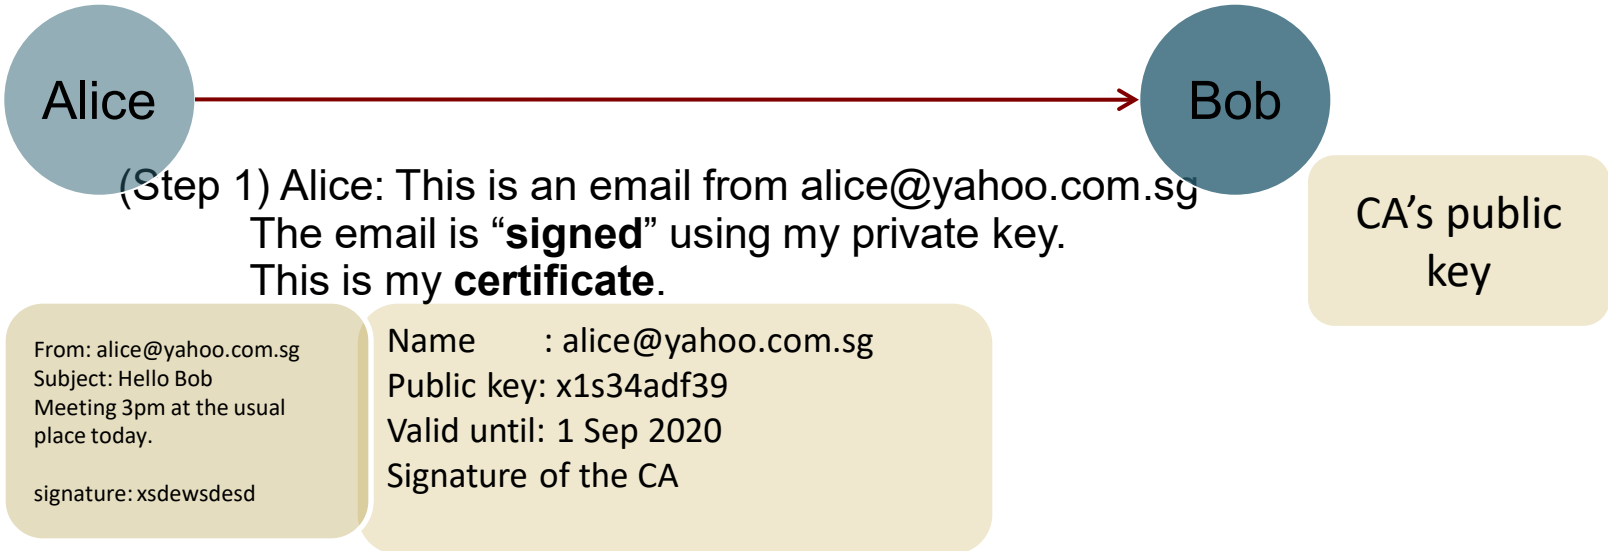 Alice
Bob
(Step 1) Alice: This is an email from alice@yahoo.com.sg
The email is “signed” using my private key.
This is my certificate.
CA’s public
key
From: alice@yahoo.com.sg
Subject: Hello Bob
Meeting 3pm at the usual
place today.
signature: xsdewsdesd
Name : alice@yahoo.com.sg
Public key: x1s34adf39
Valid until: 1 Sep 2020
Signature of the CA